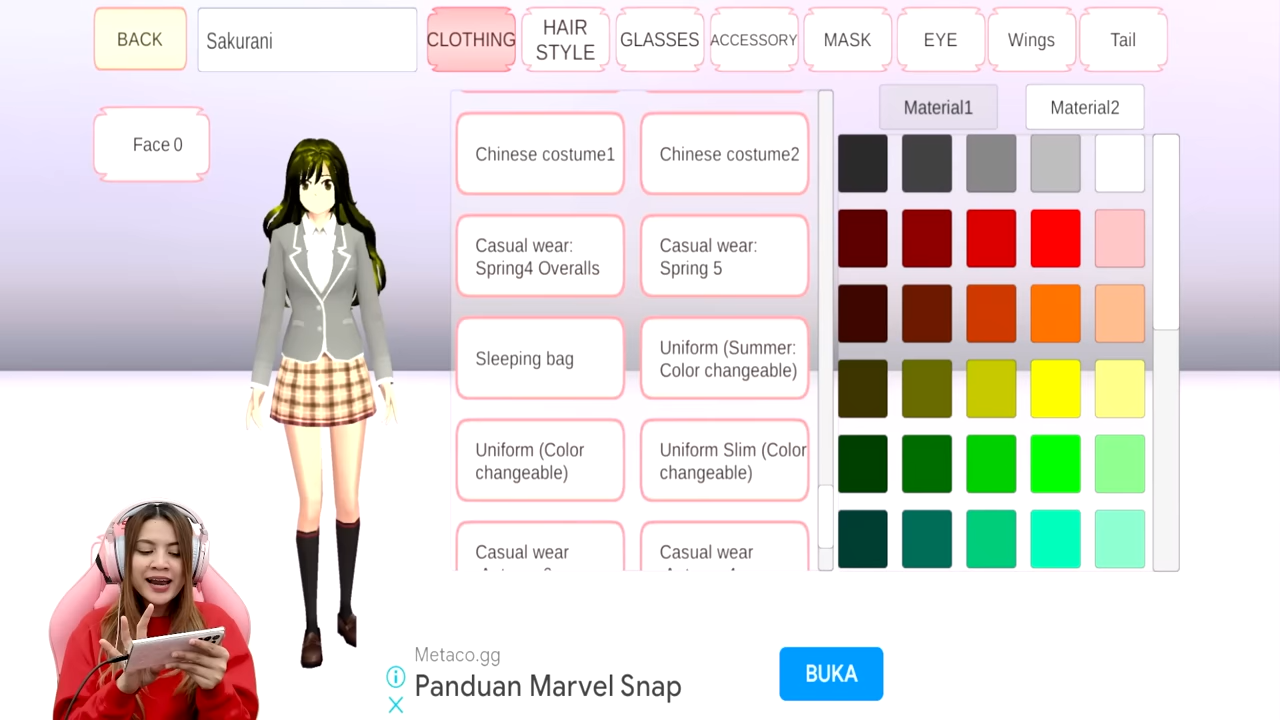 BACK
Sakurani
CLOTHING
HAIR
STYLE
GLASSES
ACCESSORY
MASK
EYE
Wings
Tail
Face 0
Material1
Material2
Chinese costume1
Chinese costume2
Casual wear:
Spring4 Overalls
Casual wear:
Spring 5
Sleeping bag
Uniform (Summer:
Color changeable)
Uniform (Color
changeable)
Uniform Slim (Color
changeable)
Casual wear
Casual wear
Metaco.gg
Panduan Marvel Snap
BUKA